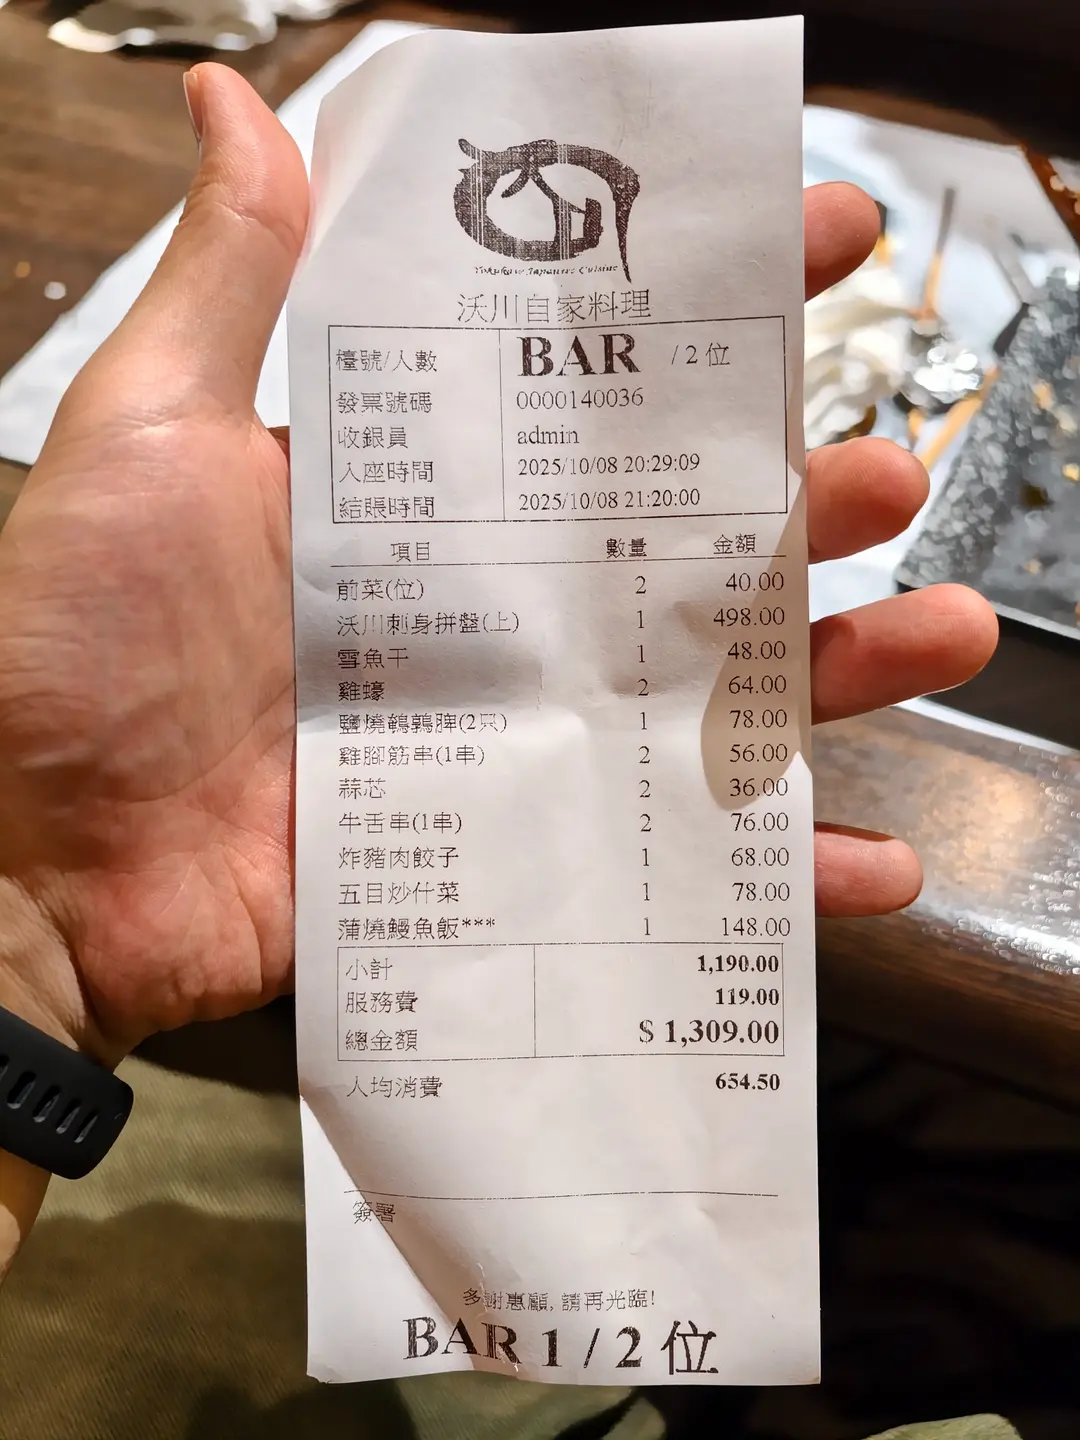 沃川
Yokukawa Japanese Cuisine
沃川自家料理
檯號/人數 BAR / 2 位
發票號碼 0000140036
收銀員 admin
入座時間 2025/10/08 20:29:09
結賬時間 2025/10/08 21:20:00
項目 數量 金額
前菜(位) 2 40.00
沃川刺身拼盤(上) 1 498.00
雪魚干 1 48.00
雞蠔 2 64.00
鹽燒鵪鶉脾(2只) 1 78.00
雞腳筋串(1串) 2 56.00
蒜芯 2 36.00
牛舌串(1串) 2 76.00
炸豬肉餃子 1 68.00
五目炒什菜 1 78.00
蒲燒鰻魚飯*** 1 148.00
小計 1,190.00
服務費 119.00
總金額 $ 1,309.00
人均消費 654.50
簽署
多謝惠顧, 請再光臨!
BAR 1 / 2 位